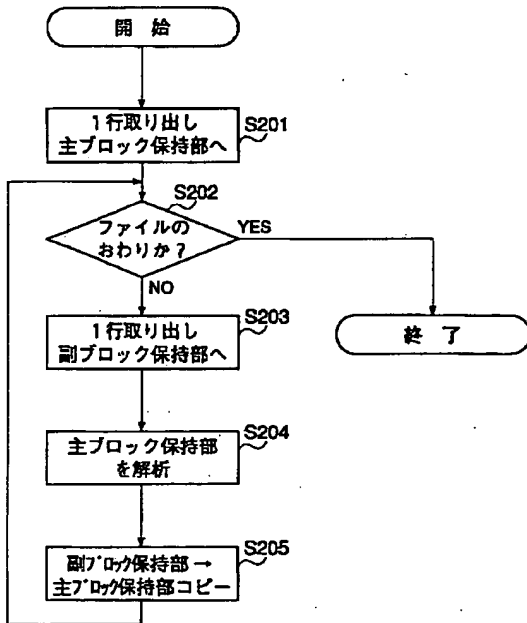 開 始
1行取り出し
主ブロック保持部へ
S201
S202
ファイルの
おわりか?
YES
NO
1行取り出し
副ブロック保持部へ
S203
終 了
主ブロック保持部
を解析
S204
副ブロック保持部→
主ブロック保持部コピー
S205